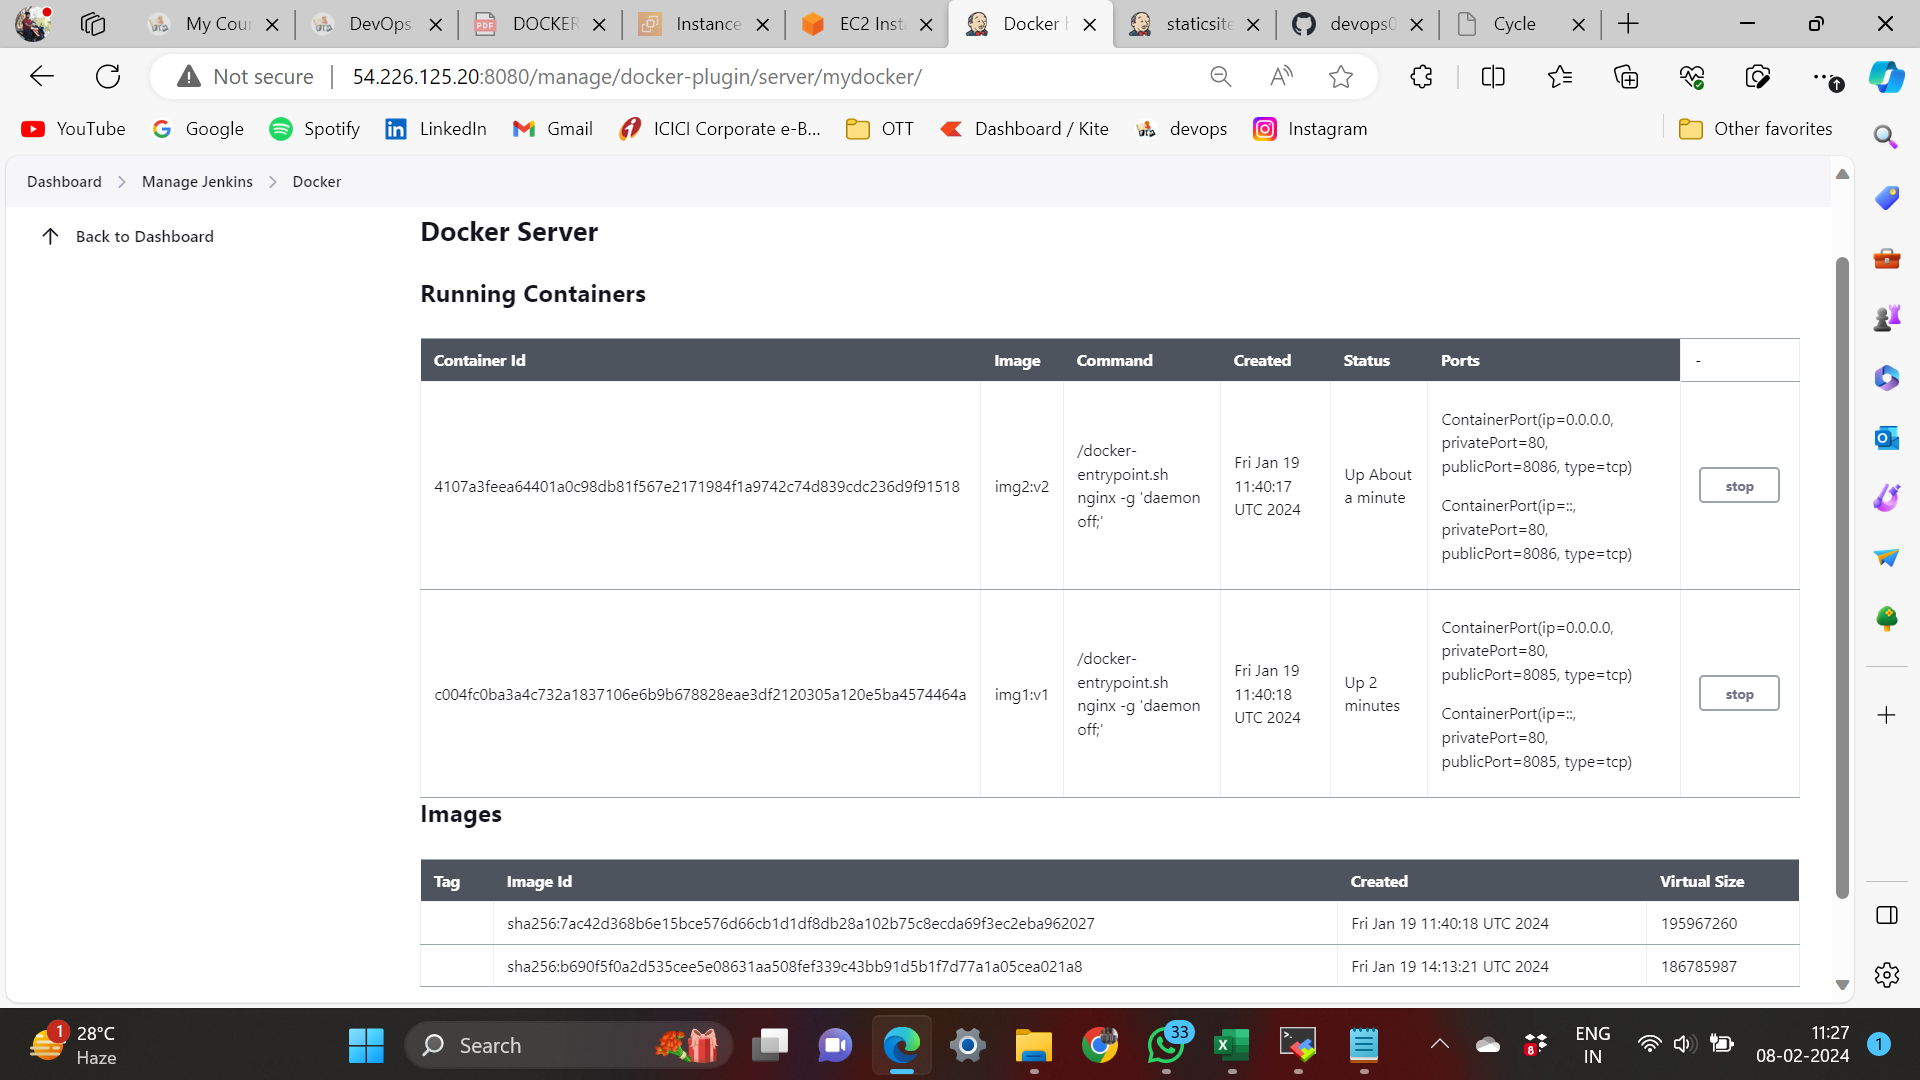 My Cour
DevOps
DOCKER
Instance
EC2 Inst
Docker h
staticsite
devops0
Cycle
Not secure
54.226.125.20:8080/manage/docker-plugin/server/mydocker/
YouTube
Google
Spotify
LinkedIn
Gmail
ICICI Corporate e-B...
OTT
Dashboard / Kite
devops
Instagram
Other favorites
Dashboard
Manage Jenkins
Docker
Back to Dashboard
Docker Server
Running Containers
Container Id Image Command Created Status Ports -
4107a3feea64401a0c98db81f567e2171984f1a9742c74d839cdc236d9f91518
img2:v2
/docker-
entrypoint.sh
nginx -g 'daemon
off;'
Fri Jan 19
11:40:17
UTC 2024
Up About
a minute
ContainerPort(ip=0.0.0.0,
privatePort=80,
publicPort=8086, type=tcp)
ContainerPort(ip=::,
privatePort=80,
publicPort=8086, type=tcp)
stop
c004fc0ba3a4c732a1837106e6b9b678828eae3df2120305a120e5ba4574464a
img1:v1
/docker-
entrypoint.sh
nginx -g 'daemon
off;'
Fri Jan 19
11:40:18
UTC 2024
Up 2
minutes
ContainerPort(ip=0.0.0.0,
privatePort=80,
publicPort=8085, type=tcp)
ContainerPort(ip=::,
privatePort=80,
publicPort=8085, type=tcp)
stop
Images
Tag Image Id Created Virtual Size
sha256:7ac42d368b6e15bce576d66cb1d1df8db28a102b75c8ecda69f3ec2eba962027 Fri Jan 19 11:40:18 UTC 2024 195967260
sha256:b690f5f0a2d535cee5e08631aa508fef339c43bb91d5b1f7d77a1a05cea021a8 Fri Jan 19 14:13:21 UTC 2024 186785987
1
28°C
Haze
Search
33
8
ENG
IN
11:27
08-02-2024
1